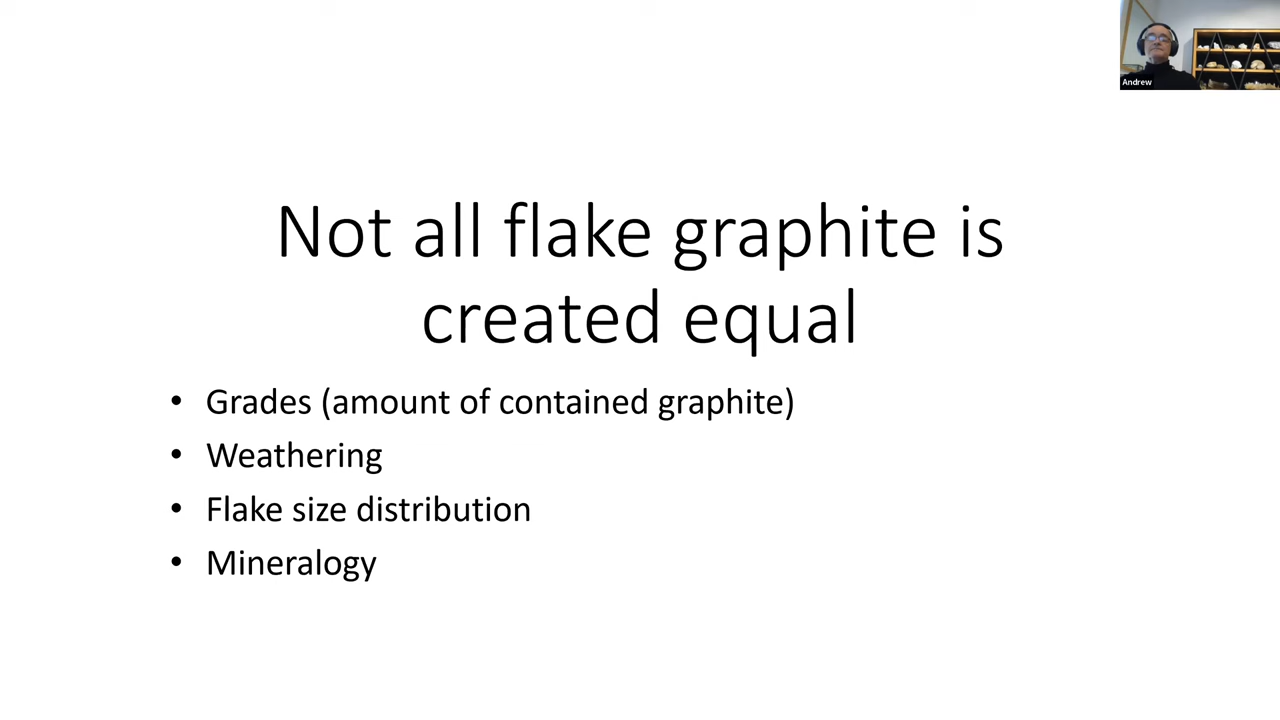 Andrew
Not all flake graphite is
created equal
• Grades (amount of contained graphite)
• Weathering
• Flake size distribution
• Mineralogy